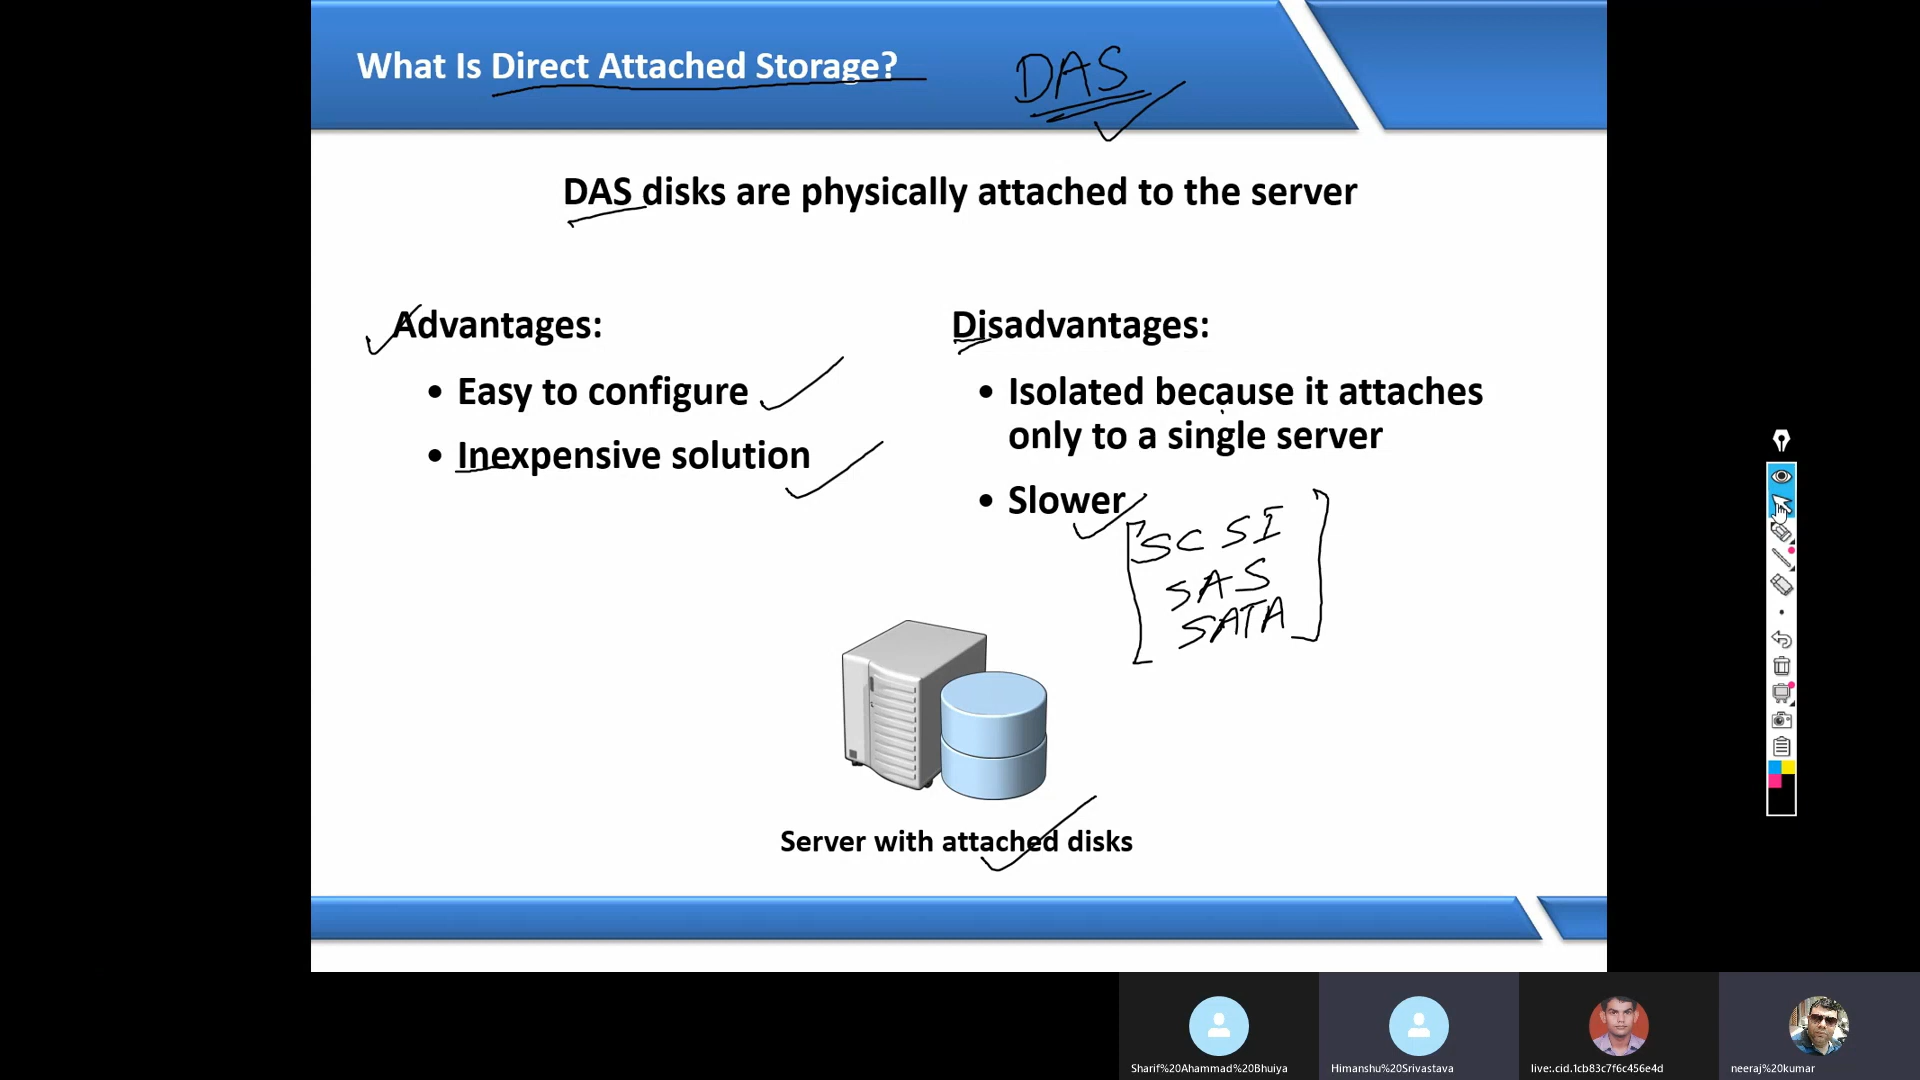 What Is Direct Attached Storage?
DAS
DAS disks are physically attached to the server
Advantages:
• Easy to configure
• Inexpensive solution
Disadvantages:
• Isolated because it attaches
only to a single server
• Slower
SCSI
SAS
SATA
Server with attached disks
Sharif%20Ahammad%20Bhuiya
Himanshu%20Srivastava
live:.cid.1cb83c7f6c456e4d
neeraj%20kumar